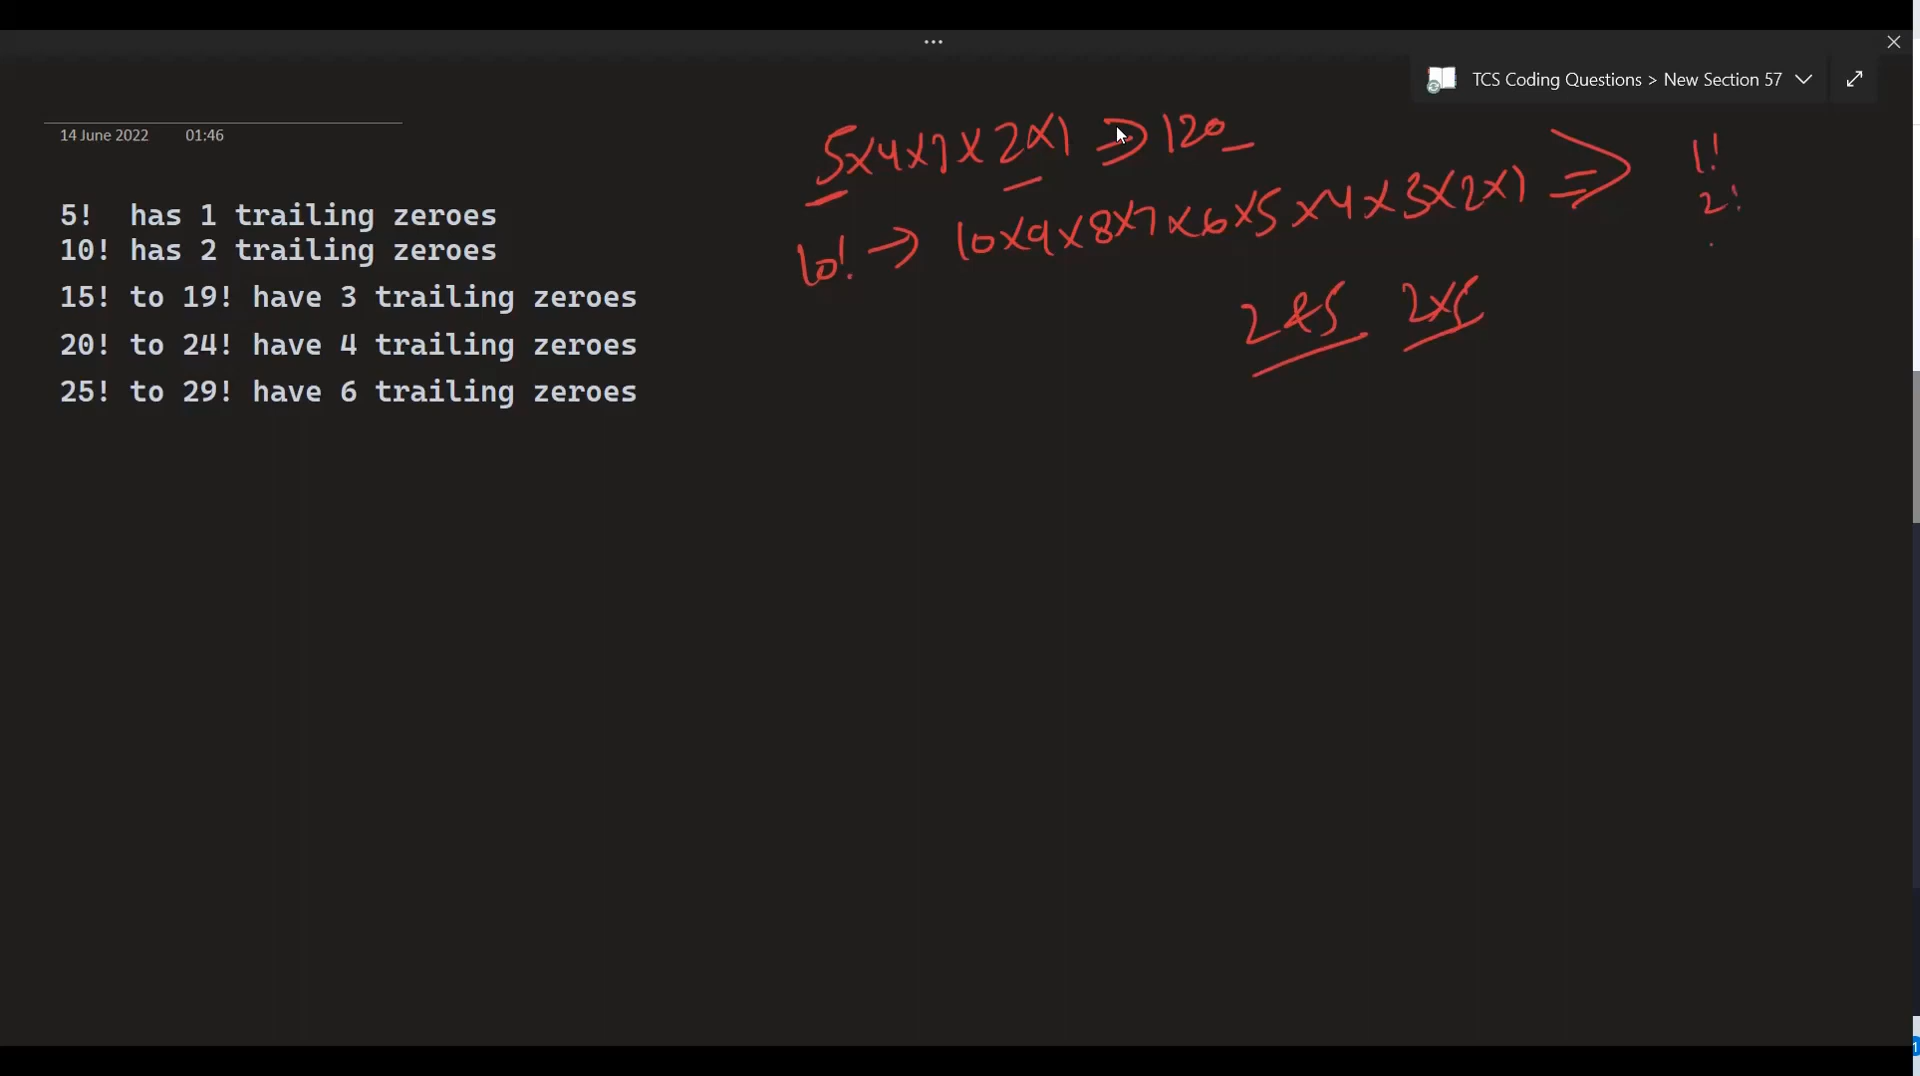 TCS Coding Questions > New Section 57
14 June 2022 01:46
5! has 1 trailing zeroes
10! has 2 trailing zeroes
15! to 19! have 3 trailing zeroes
20! to 24! have 4 trailing zeroes
25! to 29! have 6 trailing zeroes
5×4×3×2×1 ⇒ 120
10! → 10×9×8×7×6×5×4×3×2×1 ⇒
1!
2!
.
2&5 2×5
1